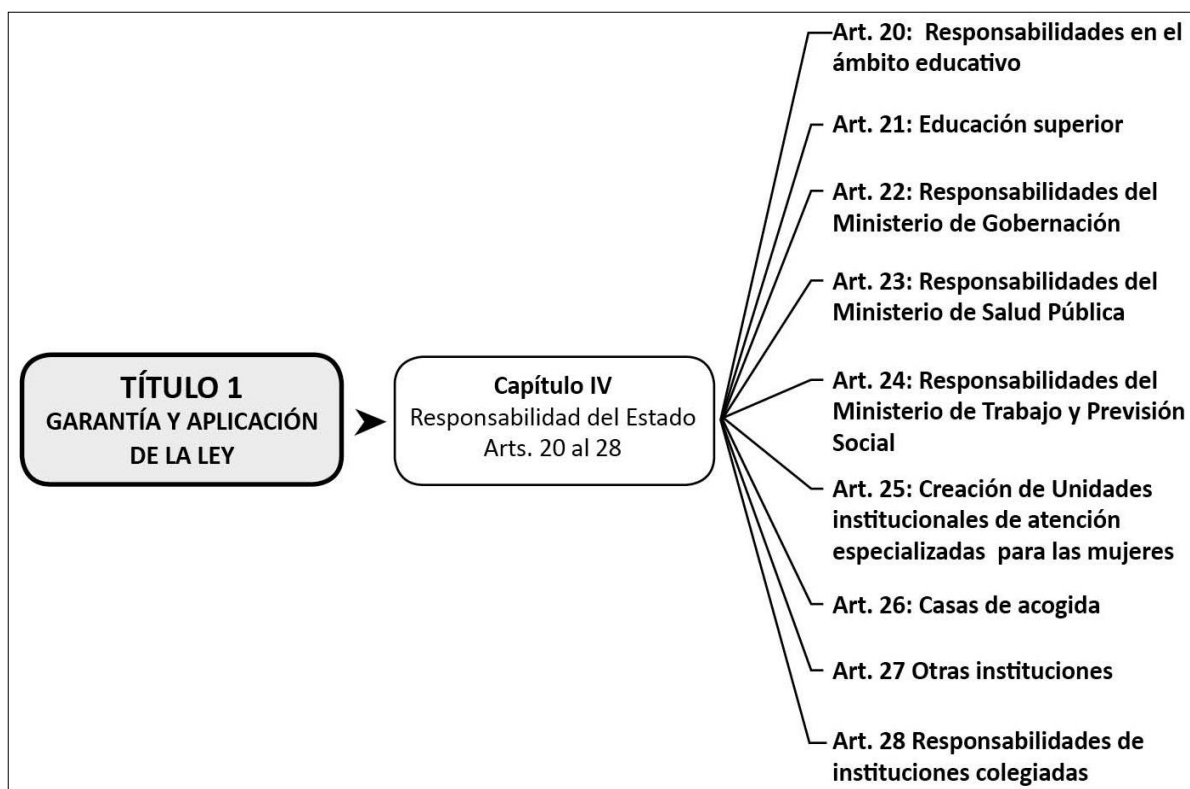 TÍTULO 1
GARANTÍA Y APLICACIÓN
DE LA LEY
Capítulo IV
Responsabilidad del Estado
Arts. 20 al 28
Art. 20:  Responsabilidades en el
ámbito educativo
Art. 21: Educación superior
Art. 22: Responsabilidades del
Ministerio de Gobernación
Art. 23: Responsabilidades del
Ministerio de Salud Pública
Art. 24: Responsabilidades del
Ministerio de Trabajo y Previsión
Social
Art. 25: Creación de Unidades
institucionales de atención
especializadas  para las mujeres
Art. 26: Casas de acogida
Art. 27 Otras instituciones
Art. 28 Responsabilidades de
instituciones colegiadas